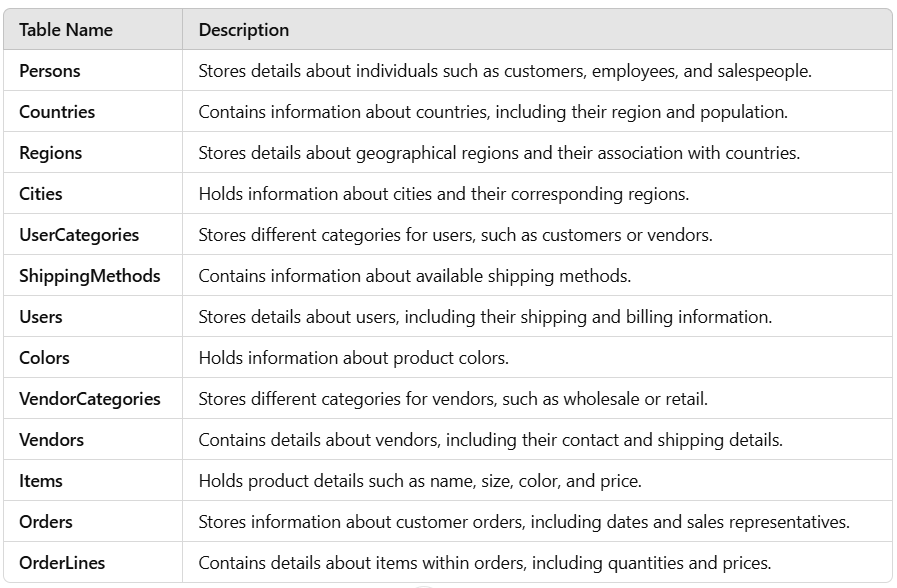 Table Name Description
Persons Stores details about individuals such as customers, employees, and salespeople.
Countries Contains information about countries, including their region and population.
Regions Stores details about geographical regions and their association with countries.
Cities Holds information about cities and their corresponding regions.
UserCategories Stores different categories for users, such as customers or vendors.
ShippingMethods Contains information about available shipping methods.
Users Stores details about users, including their shipping and billing information.
Colors Holds information about product colors.
VendorCategories Stores different categories for vendors, such as wholesale or retail.
Vendors Contains details about vendors, including their contact and shipping details.
Items Holds product details such as name, size, color, and price.
Orders Stores information about customer orders, including dates and sales representatives.
OrderLines Contains details about items within orders, including quantities and prices.